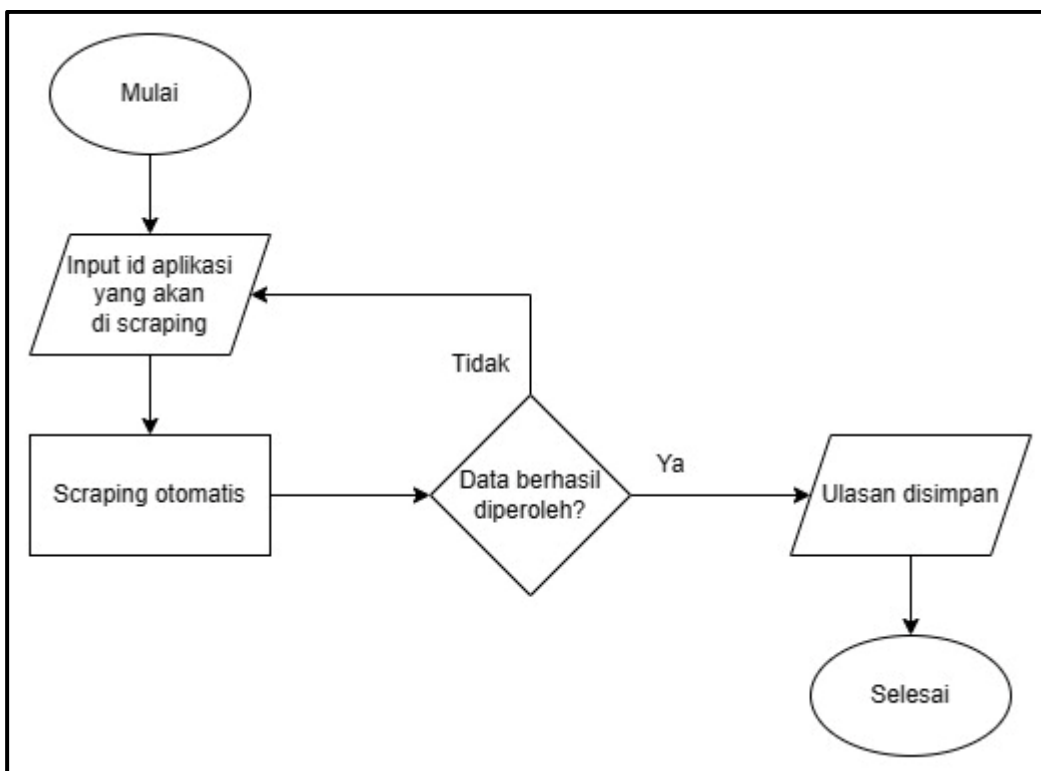 Mulai
Input id aplikasi
yang akan
di scraping
Scraping otomatis
Tidak
Data berhasil
diperoleh?
Ya
Ulasan disimpan
Selesai